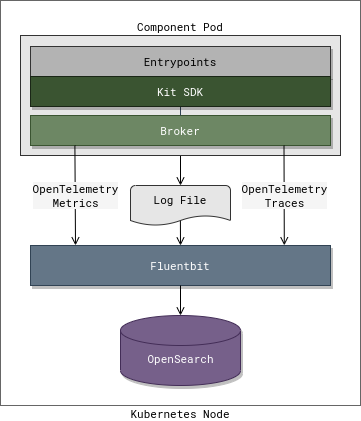 Component Pod
Entrypoints
Kit SDK
Broker
OpenTelemetry
Metrics
Log File
OpenTelemetry
Traces
Fluentbit
OpenSearch
Kubernetes Node